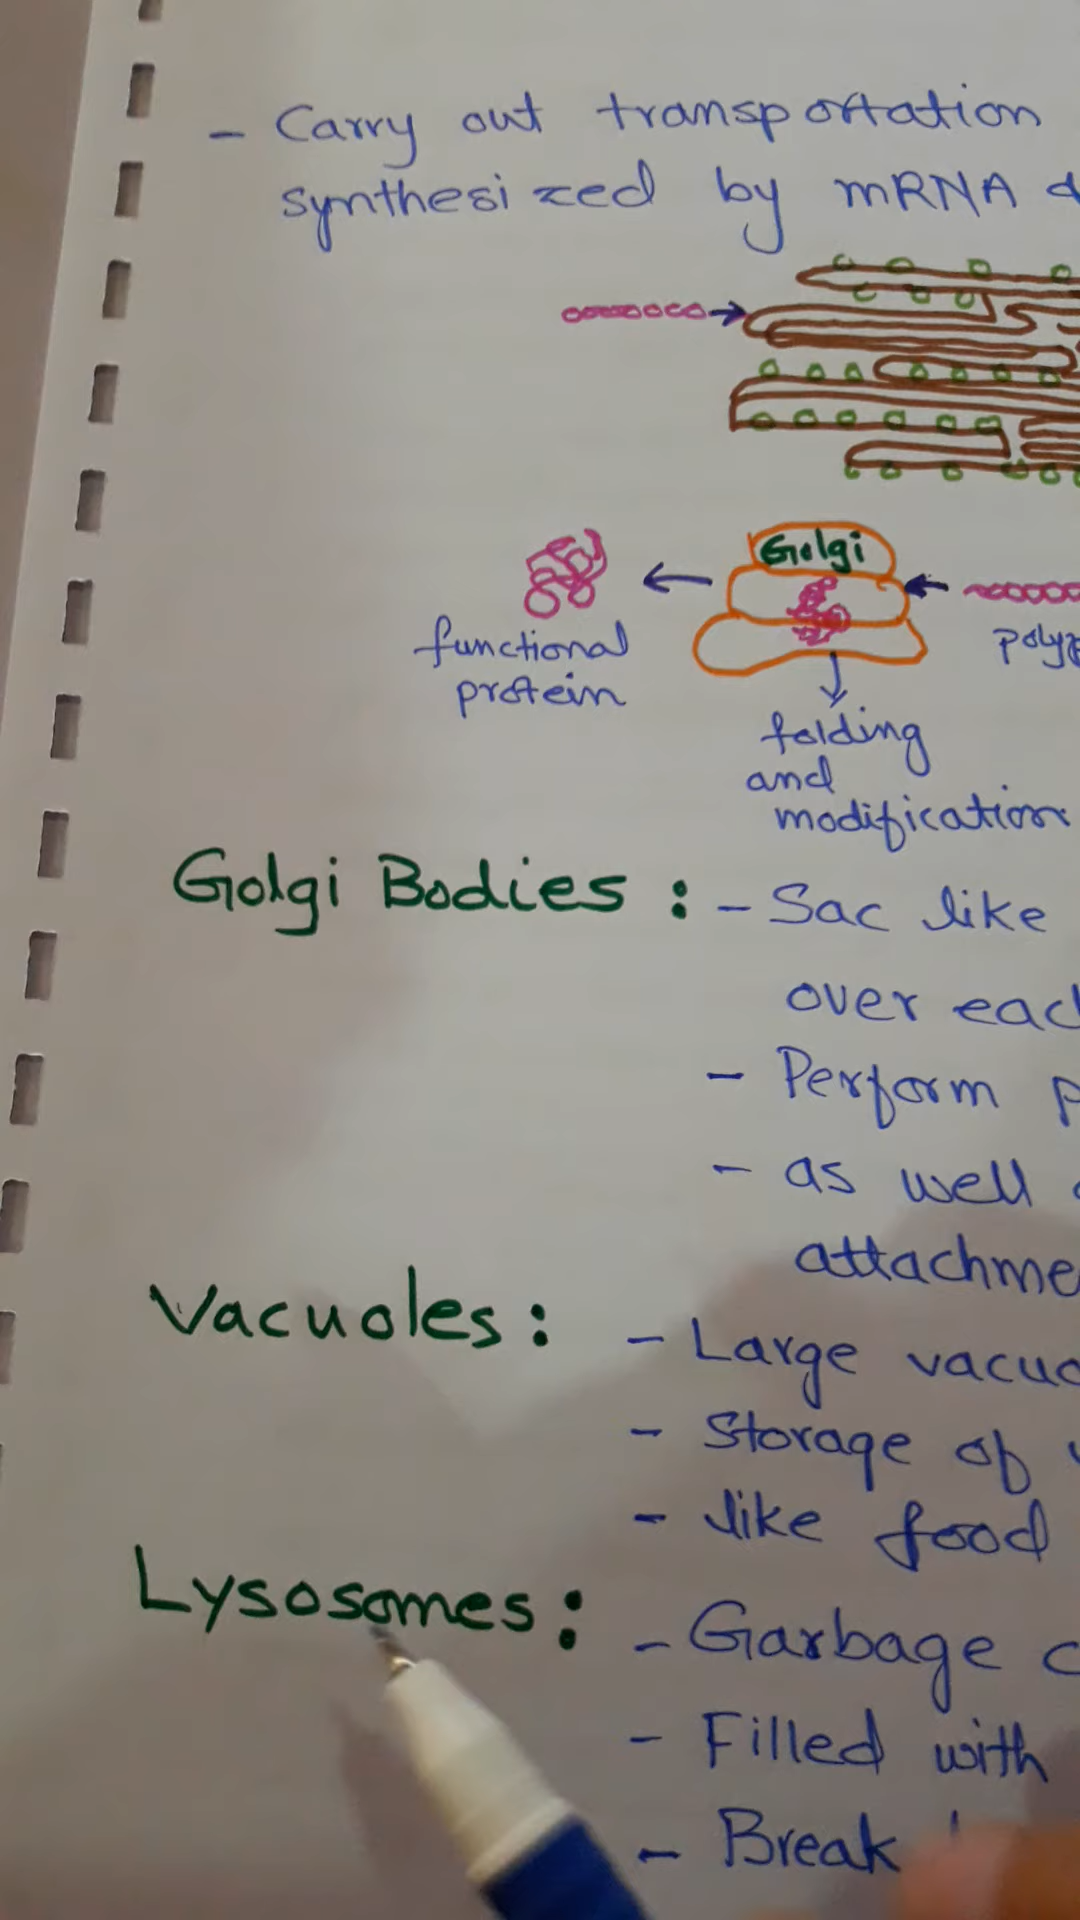 - Carry out transportation
synthesized by mRNA &
Golgi
functional
protein
folding
and
modification
Golgi Bodies : - Sac like
over
- Perform
- as well
Vacuoles : - Large
- Storage of
- like food
Lysosomes : - Garbage
- Filled with
- Break